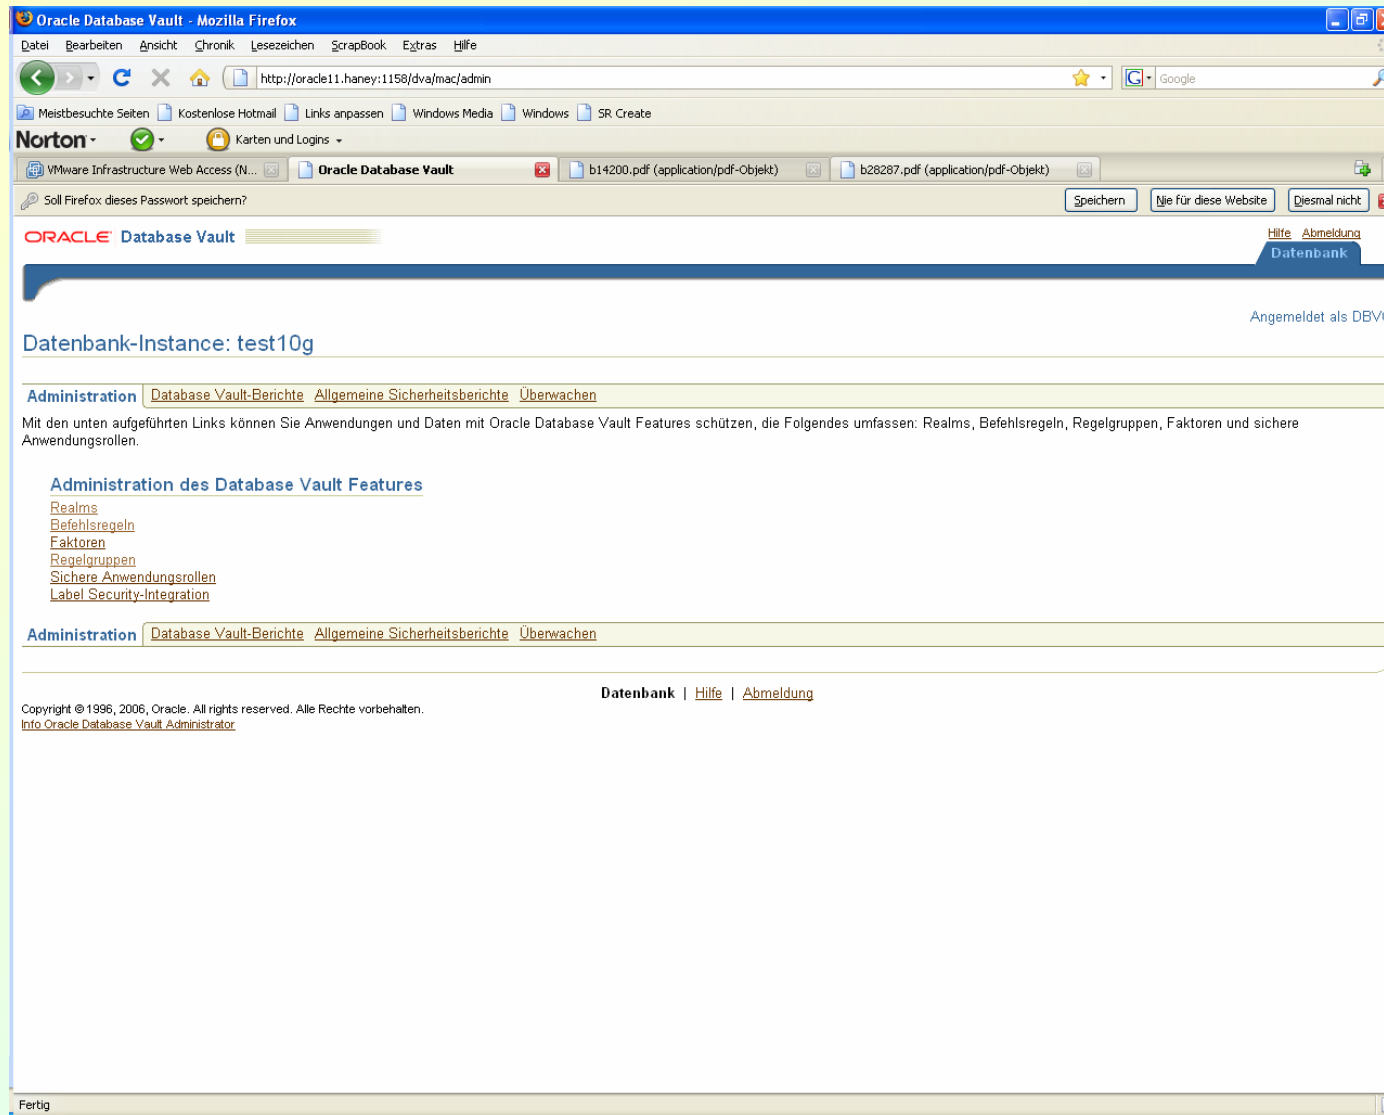 Oracle Database Vault - Mozilla Firefox
Datei Bearbeiten Ansicht Chronik Lesezeichen ScrapBook Extras Hilfe
http://oracle11.haney:1158/dva/mac/admin
G Google
Meistbesuchte Seiten Kostenlose Hotmail Links anpassen Windows Media Windows SR Create
Norton Karten und Logins
VMware Infrastructure Web Access (N... Oracle Database Vault b14200.pdf (application/pdf-Objekt) b28287.pdf (application/pdf-Objekt)
Soll Firefox dieses Passwort speichern? Speichern Nie für diese Website Diesmal nicht
ORACLE Database Vault
Hilfe Abmeldung
Datenbank
Angemeldet als DBV
Datenbank-Instance: test10g
Administration Database Vault-Berichte Allgemeine Sicherheitsberichte Überwachen
Mit den unten aufgeführten Links können Sie Anwendungen und Daten mit Oracle Database Vault Features schützen, die Folgendes umfassen: Realms, Befehlsregeln, Regelgruppen, Faktoren und sichere
Anwendungsrollen.
Administration des Database Vault Features
Realms
Befehlsregeln
Faktoren
Regelgruppen
Sichere Anwendungsrollen
Label Security-Integration
Administration Database Vault-Berichte Allgemeine Sicherheitsberichte Überwachen
Datenbank | Hilfe | Abmeldung
Copyright © 1996, 2006, Oracle. All rights reserved. Alle Rechte vorbehalten.
Info Oracle Database Vault Administrator
Fertig